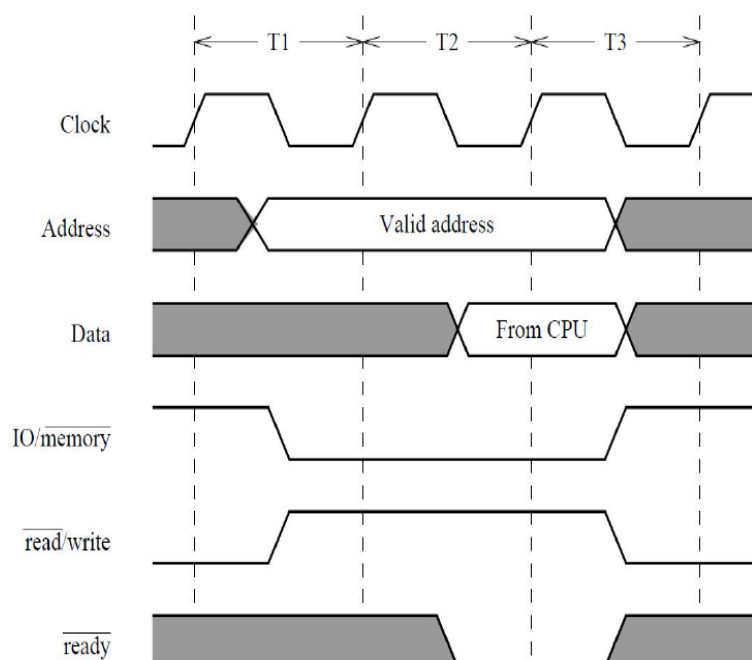 T1 T2 T3
Clock
Address Valid address
Data From CPU
IO/memory
read/write
ready